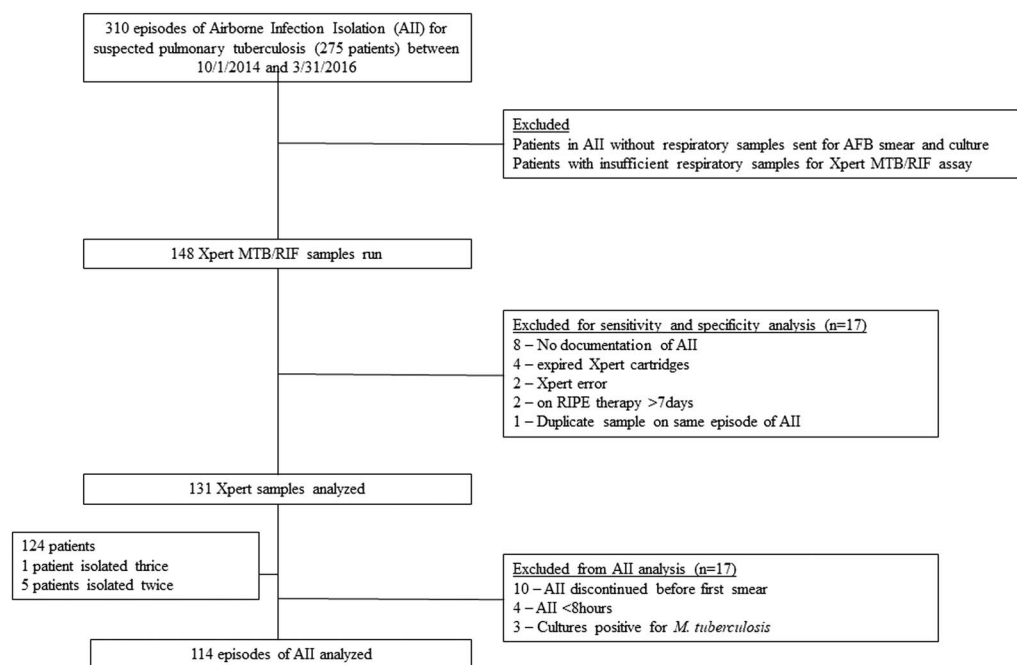 310 episodes of Airborne Infection Isolation (AII) for
suspected pulmonary tuberculosis (275 patients) between
10/1/2014 and 3/31/2016
Excluded
Patients in AII without respiratory samples sent for AFB smear and culture
Patients with insufficient respiratory samples for Xpert MTB/RIF assay
148 Xpert MTB/RIF samples run
Excluded for sensitivity and specificity analysis (n=17)
8 – No documentation of AII
4 – expired Xpert cartridges
2 – Xpert error
2 – on RIPE therapy >7days
1 – Duplicate sample on same episode of AII
131 Xpert samples analyzed
124 patients
1 patient isolated thrice
5 patients isolated twice
Excluded from AII analysis (n=17)
10 – AII discontinued before first smear
4 – AII <8hours
3 – Cultures positive for M. tuberculosis
114 episodes of AII analyzed